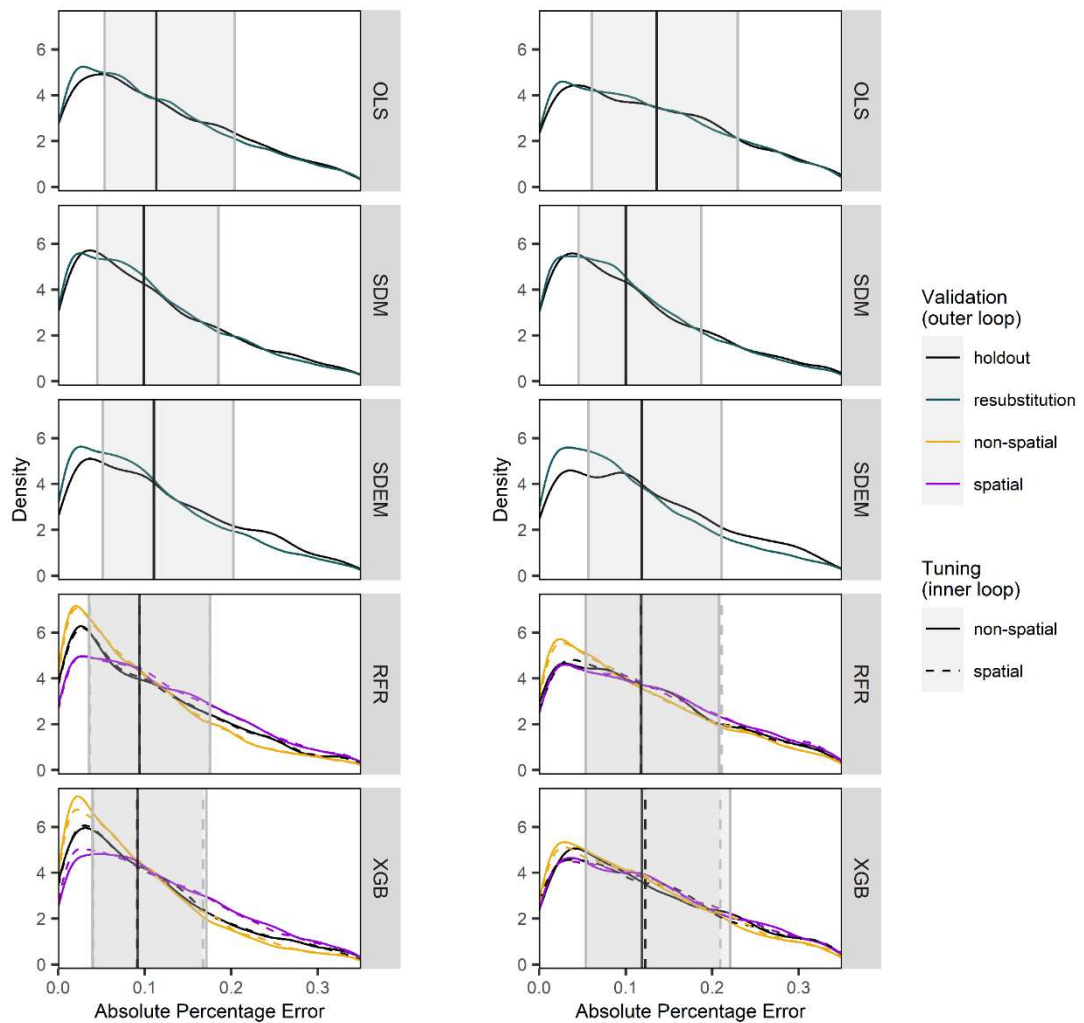 6
4
2
0
OLS
6
4
2
0
OLS
6
4
2
0
SDM
6
4
2
0
SDM
Density
6
4
2
0
SDEM
Density
6
4
2
0
SDEM
6
4
2
0
RFR
6
4
2
0
RFR
6
4
2
0
XGB
6
4
2
0
XGB
0.0 0.1 0.2 0.3
Absolute Percentage Error
0.0 0.1 0.2 0.3
Absolute Percentage Error
Validation
(outer loop)
holdout
resubstitution
non-spatial
spatial
Tuning
(inner loop)
non-spatial
spatial